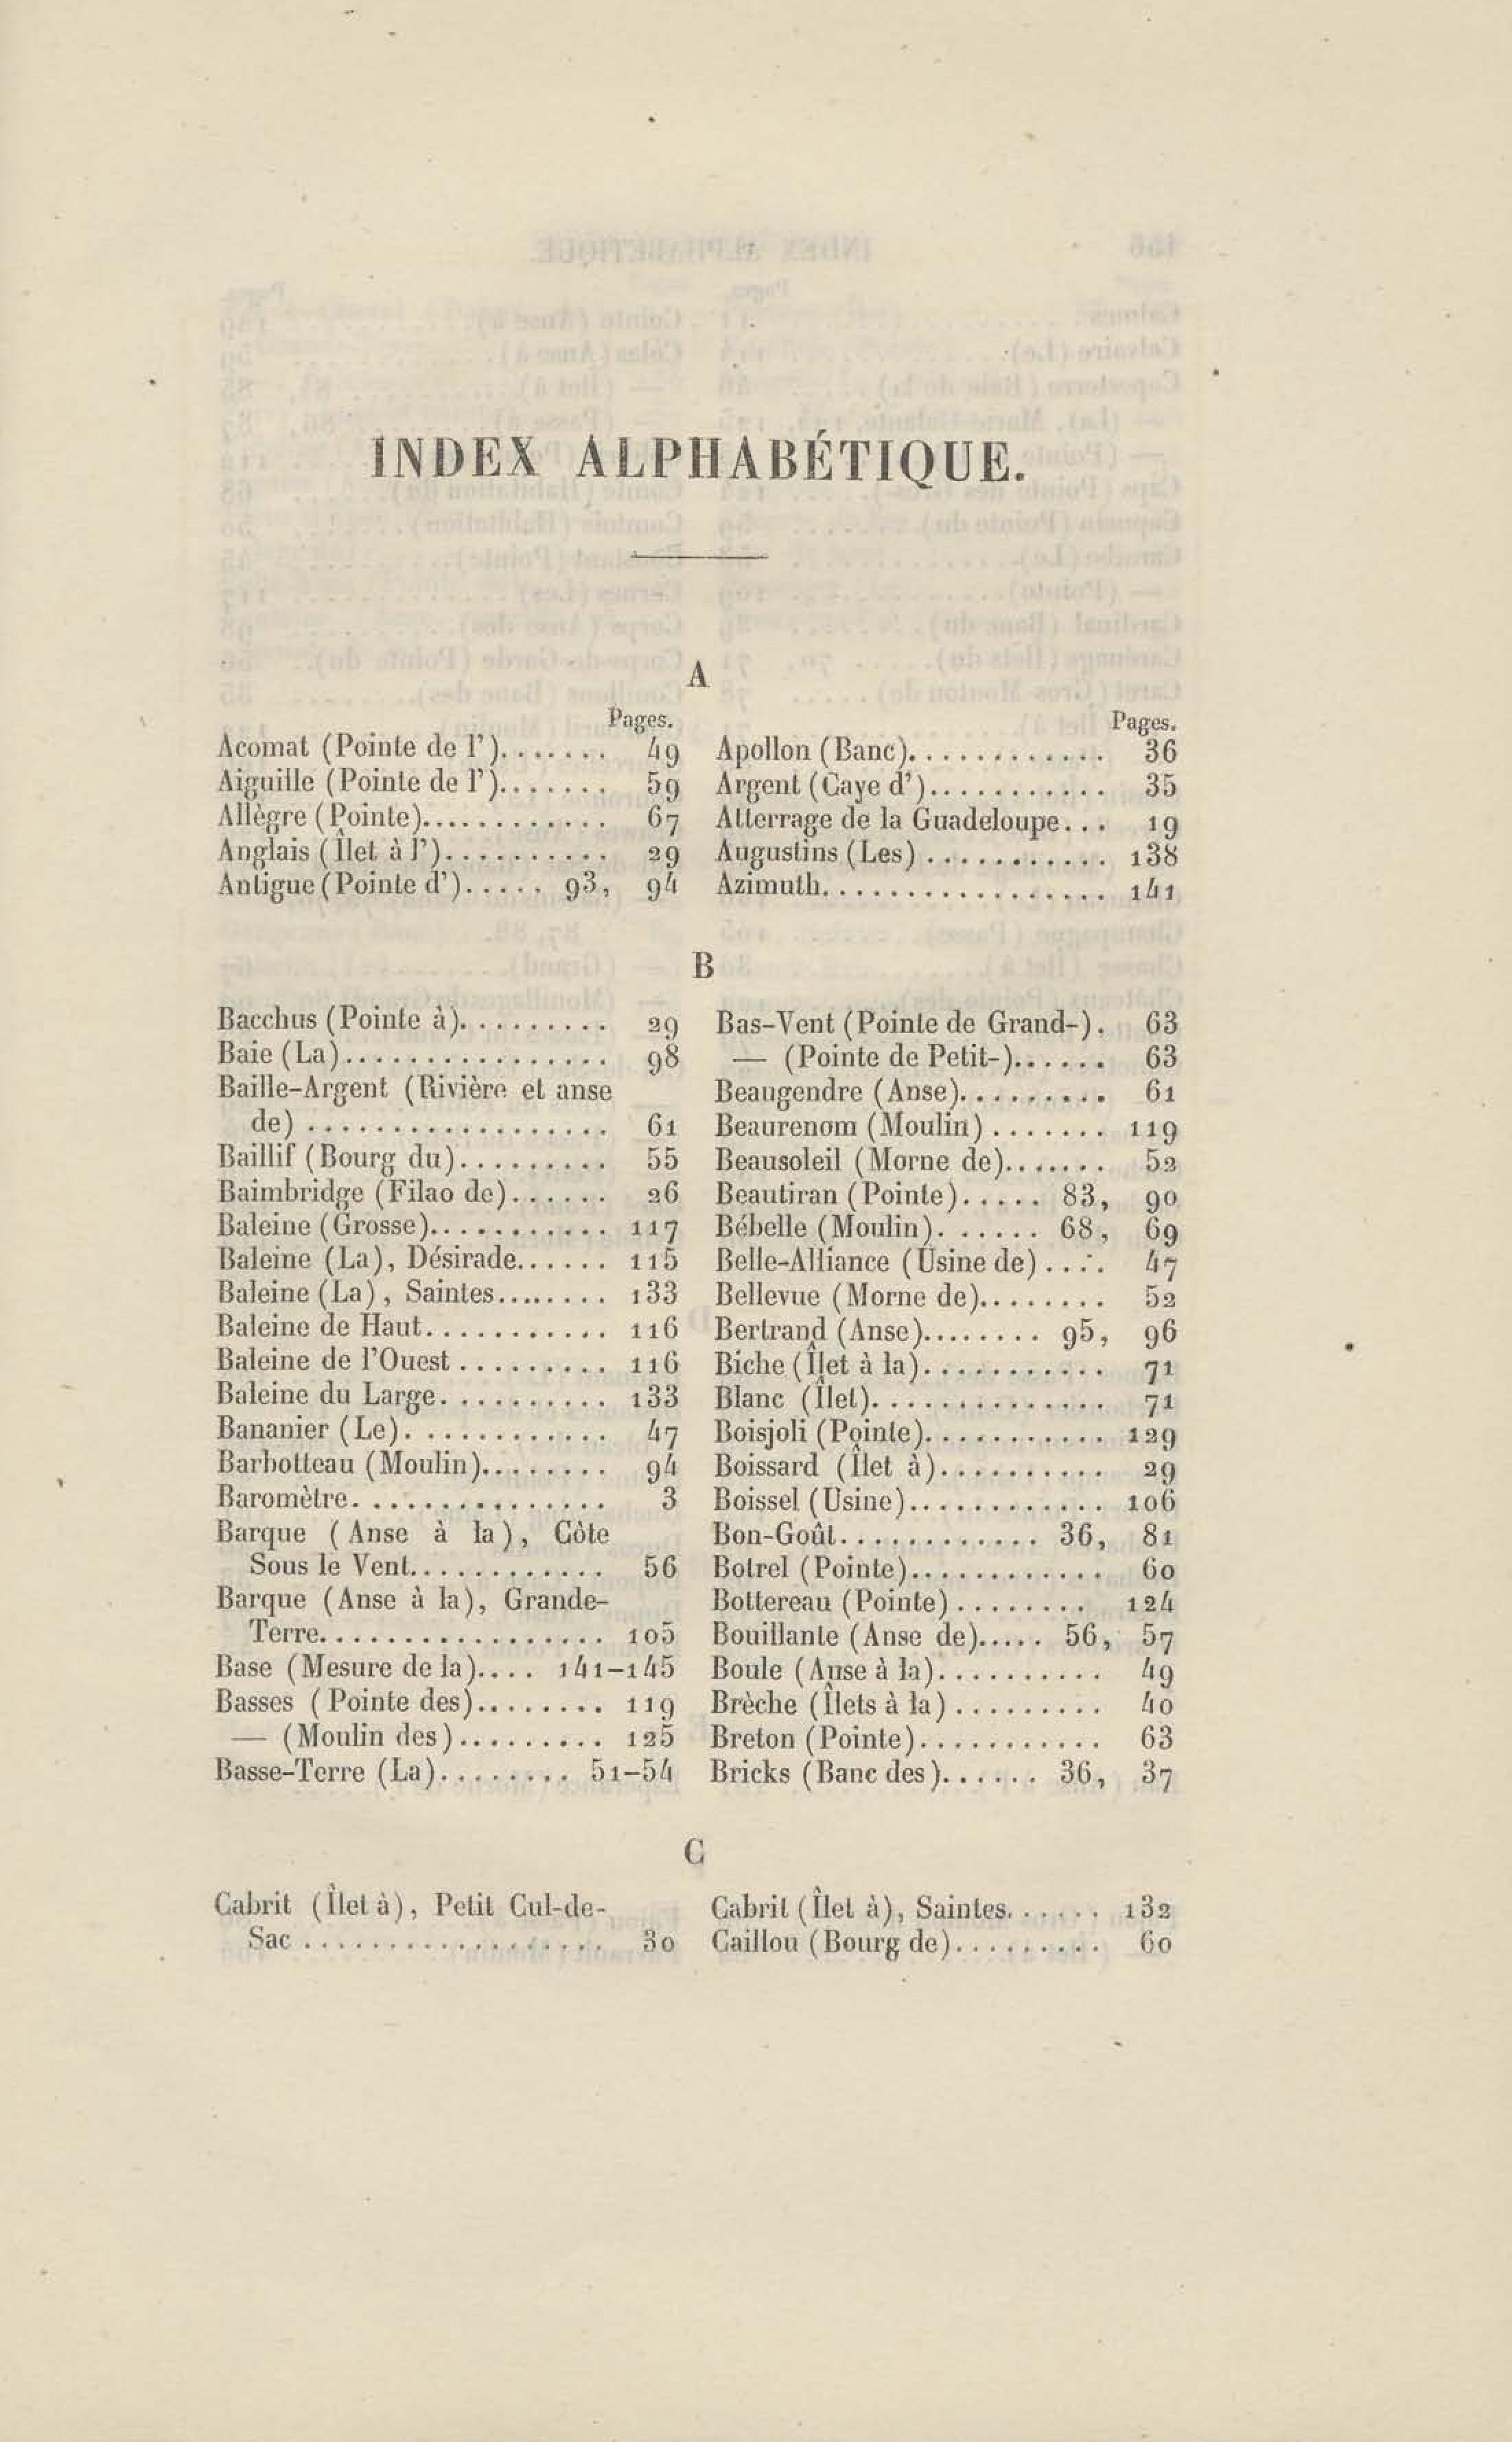 INDEX ALPHABÉTIQUE.
A
Pages.
Acomat (Pointe de l')....... 49
Aiguille (Pointe de l')....... 59
Allègre (Pointe)............ 67
Anglais (Îlet à l').......... 29
Antigue (Pointe d')..... 93, 94
Pages.
Apollon (Banc)............ 36
Argent (Caye d')........... 35
Atterrage de la Guadeloupe... 19
Augustins (Les)........... 138
Azimuth................. 141
B
Bacchus (Pointe à)......... 29
Baie (La)................ 98
Baille-Argent (Rivière et anse
de).................. 61
Baillif (Bourg du)......... 55
Baimbridge (Filao de)...... 26
Baleine (Grosse)........... 117
Baleine (La), Désirade...... 115
Baleine (La), Saintes........ 133
Baleine de Haut........... 116
Baleine de l'Ouest......... 116
Baleine du Large.......... 133
Bananier (Le)............ 47
Barbotteau (Moulin)........ 94
Baromètre............... 3
Barque (Anse à la), Côte
Sous le Vent............ 56
Barque (Anse à la), Grande-
Terre................. 105
Base (Mesure de la).... 141-145
Basses (Pointe des)........ 119
— (Moulin des)......... 125
Basse-Terre (La)........ 51-54
Bas-Vent (Pointe de Grand-). 63
— (Pointe de Petit-)...... 63
Beaugendre (Anse)......... 61
Beaurenom (Moulin)....... 119
Beausoleil (Morne de)....... 52
Beautiran (Pointe)..... 83, 90
Bébelle (Moulin)....... 68, 69
Belle-Alliance (Usine de).... 47
Bellevue (Morne de)........ 52
Bertrand (Anse)........ 95, 96
Biche (Îlet à la)........... 71
Blanc (Îlet).............. 71
Boisjoli (Pointe)........... 129
Boissard (Îlet à).......... 29
Boissel (Usine)............ 106
Bon-Goût............ 36, 81
Botrel (Pointe)............ 60
Bottereau (Pointe)........ 124
Bouillante (Anse de)..... 56, 57
Boule (Anse à la).......... 49
Brèche (Îlets à la)......... 40
Breton (Pointe)........... 63
Bricks (Banc des)...... 36, 37
C
Cabrit (Îlet à), Petit Cul-de-
Sac.................. 30
Cabrit (Îlet à), Saintes...... 132
Caillou (Bourg de)......... 60